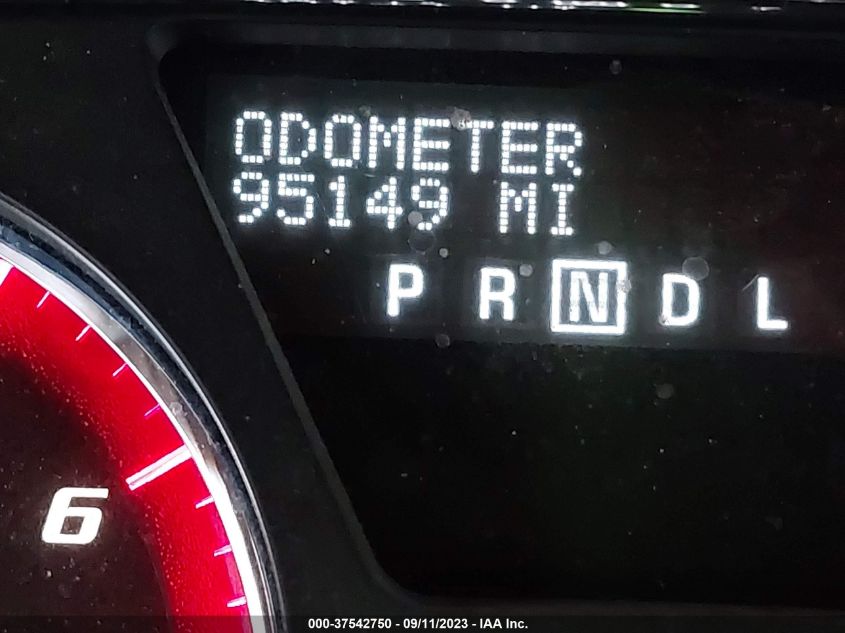 ODOMETER
95149 MI
P R N D L
6
000-37542750 - 09/11/2023 - IAA Inc.